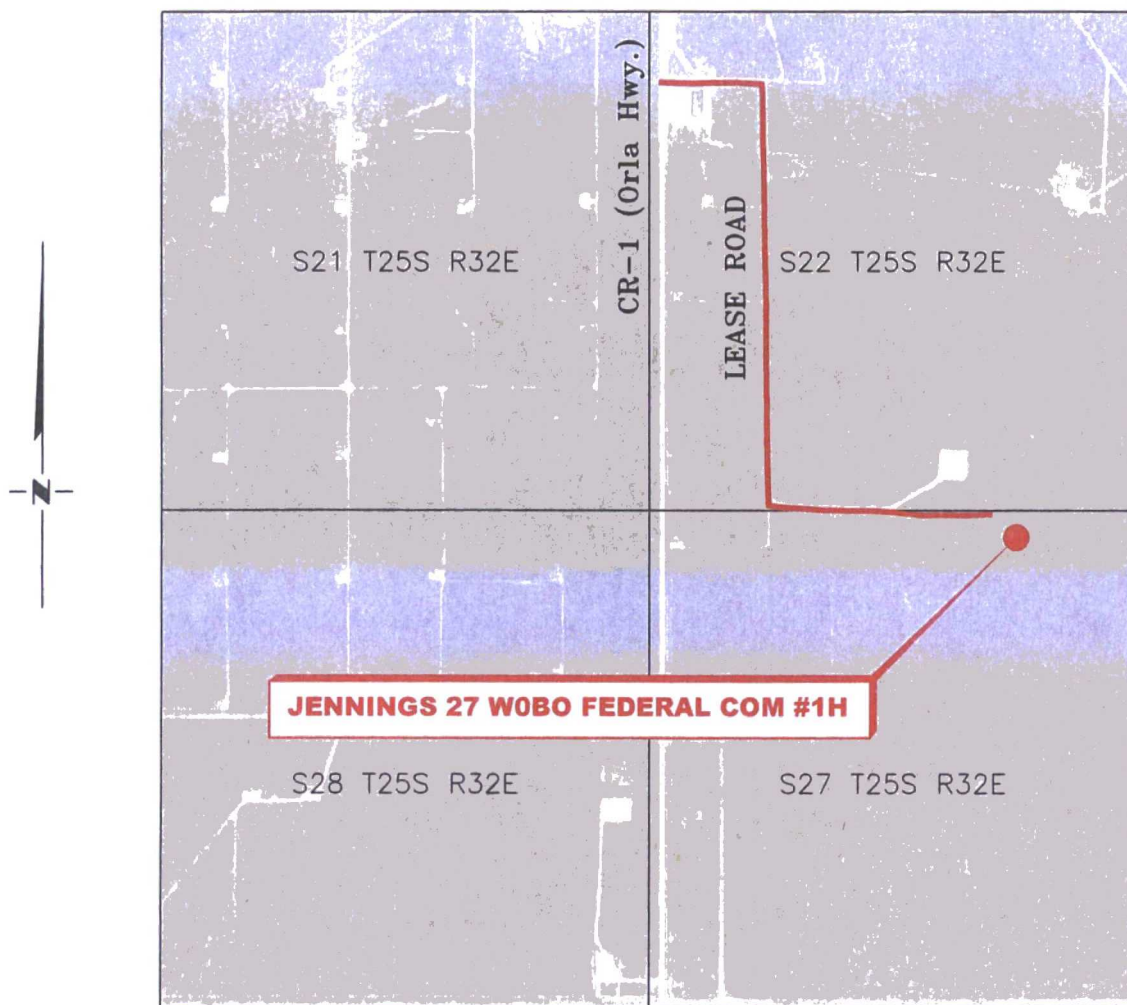 CR-1 (Orla Hwy.)
LEASE ROAD
S21 T25S R32E
S22 T25S R32E
N
JENNINGS 27 W0BO FEDERAL COM #1H
S28 T25S R32E
S27 T25S R32E